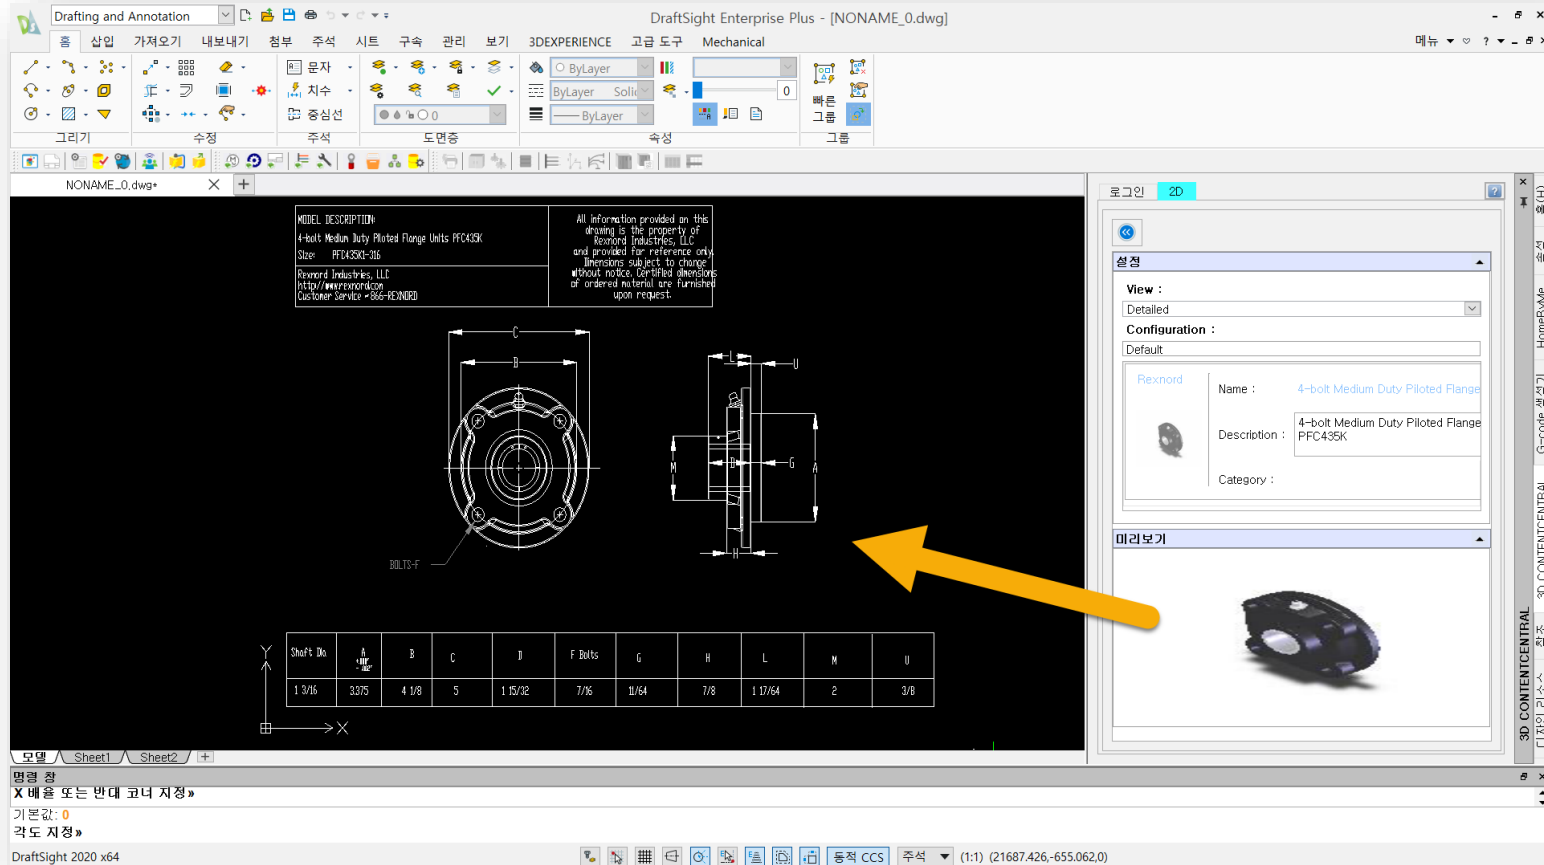 Drafting and Annotation
DraftSight Enterprise Plus - [NONAME_0.dwg]
홈 삽입 가져오기 내보내기 첨부 주석 시트 구속 관리 보기 3DEXPERIENCE 고급 도구 Mechanical
메뉴
문자
ByLayer
치수
ByLayer Solid
0
빠른
그룹
중심선
0
ByLayer
그리기 수정 주석 도면층 속성 그룹
NONAME_0.dwg*
MODEL DESCRIPTION:
4-bolt Medium Duty Piloted Flange Units PFC435K
Size: PFC435K1-316
Rexnord Industries, LLC
http://www.rexnord.com
Customer Service -866-REXNORD
All information provided on this
drawing is the property of
Rexnord Industries, LLC
and provided for reference only.
Dimensions subject to change
without notice. Certified dimensions
of ordered material are furnished
upon request.
C
B
L
U
M
D
G
A
H
BOLTS-F
Shaft Dia. A B C D F Bolts G H L M U
1 3/16 3.375 4 1/8 5 1 15/32 7/16 11/64 7/8 1 17/64 2 3/8
Y
X
로그인 2D
설정
View :
Detailed
Configuration :
Default
Rexnord
Name : 4-bolt Medium Duty Piloted Flange
Description : 4-bolt Medium Duty Piloted Flange
PFC435K
Category :
미리보기
HomeByMe
3D CONTENTCENTRAL
3D CONTENTCENTRAL
모델 Sheet1 Sheet2
명령 창
X 배율 또는 반대 코너 지정»
기본값: 0
각도 지정»
DraftSight 2020 x64
동적 CCS
주석
(1:1) (21687.426,-655.062,0)